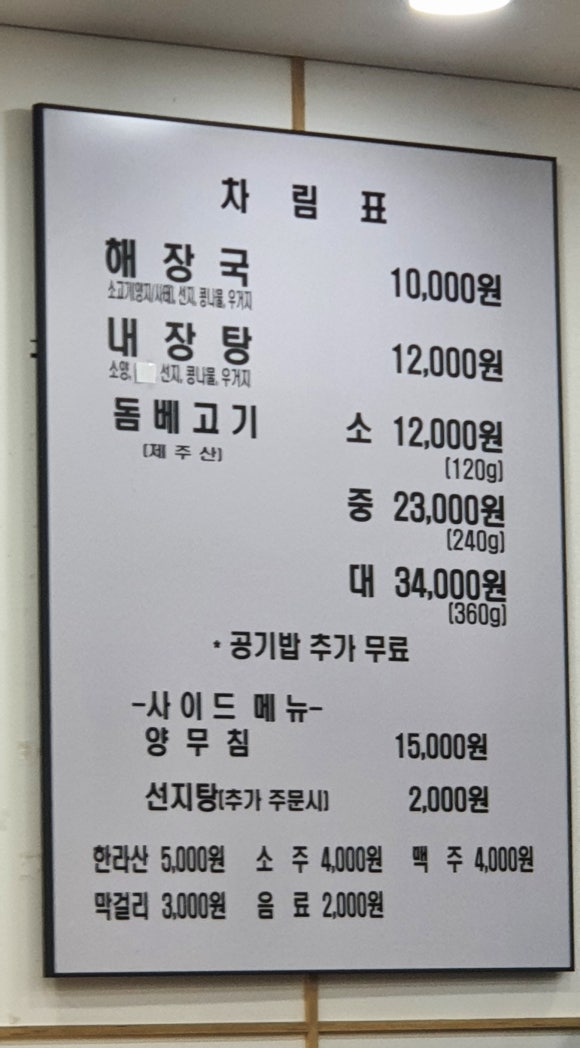 차 림 표
해 장 국 10,000원
소고기(양지/사태), 선지, 콩나물, 우거지
내 장 탕 12,000원
소양, 선지, 콩나물, 우거지
돔베고기 소 12,000원
(제 주 산) (120g)
중 23,000원
(240g)
대 34,000원
(360g)
* 공기밥 추가 무료
-사 이 드 메 뉴-
양 무 침 15,000원
선지탕(추가 주문시) 2,000원
한라산 5,000원 소 주 4,000원 맥 주 4,000원
막걸리 3,000원 음 료 2,000원